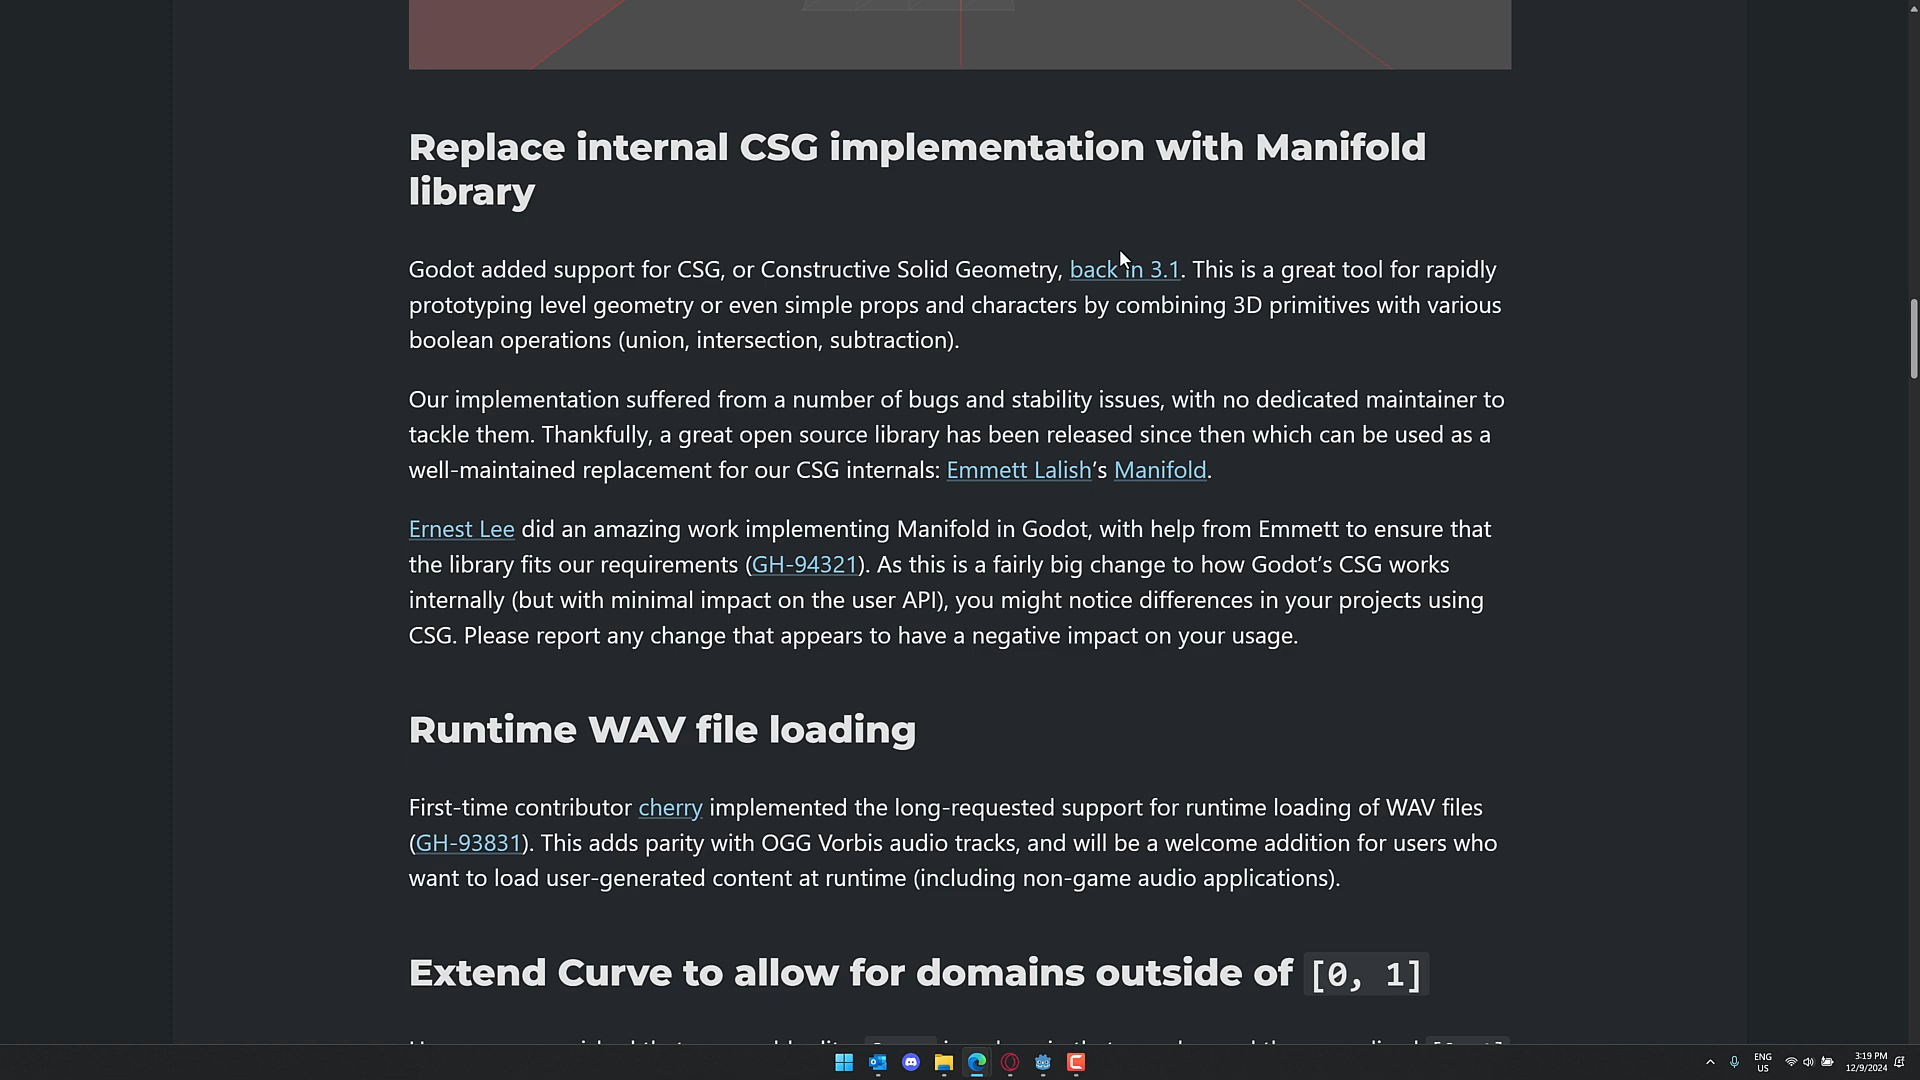 Replace internal CSG implementation with Manifold
library
Godot added support for CSG, or Constructive Solid Geometry, back in 3.1. This is a great tool for rapidly
prototyping level geometry or even simple props and characters by combining 3D primitives with various
boolean operations (union, intersection, subtraction).
Our implementation suffered from a number of bugs and stability issues, with no dedicated maintainer to
tackle them. Thankfully, a great open source library has been released since then which can be used as a
well-maintained replacement for our CSG internals: Emmett Lalish’s Manifold.
Ernest Lee did an amazing work implementing Manifold in Godot, with help from Emmett to ensure that
the library fits our requirements (GH-94321). As this is a fairly big change to how Godot’s CSG works
internally (but with minimal impact on the user API), you might notice differences in your projects using
CSG. Please report any change that appears to have a negative impact on your usage.
Runtime WAV file loading
First-time contributor cherry implemented the long-requested support for runtime loading of WAV files
(GH-93831). This adds parity with OGG Vorbis audio tracks, and will be a welcome addition for users who
want to load user-generated content at runtime (including non-game audio applications).
Extend Curve to allow for domains outside of [0, 1]
ENG
US
3:19 PM
12/9/2024